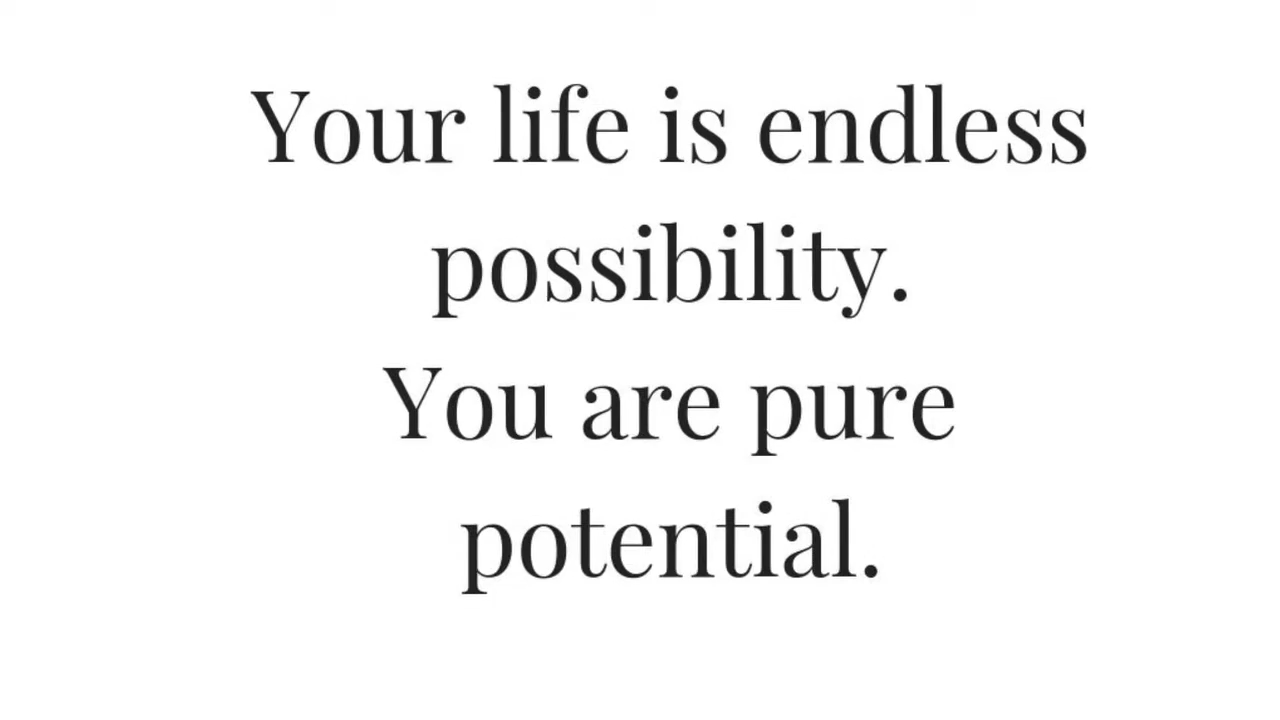 Your life is endless
possibility.
You are pure
potential.